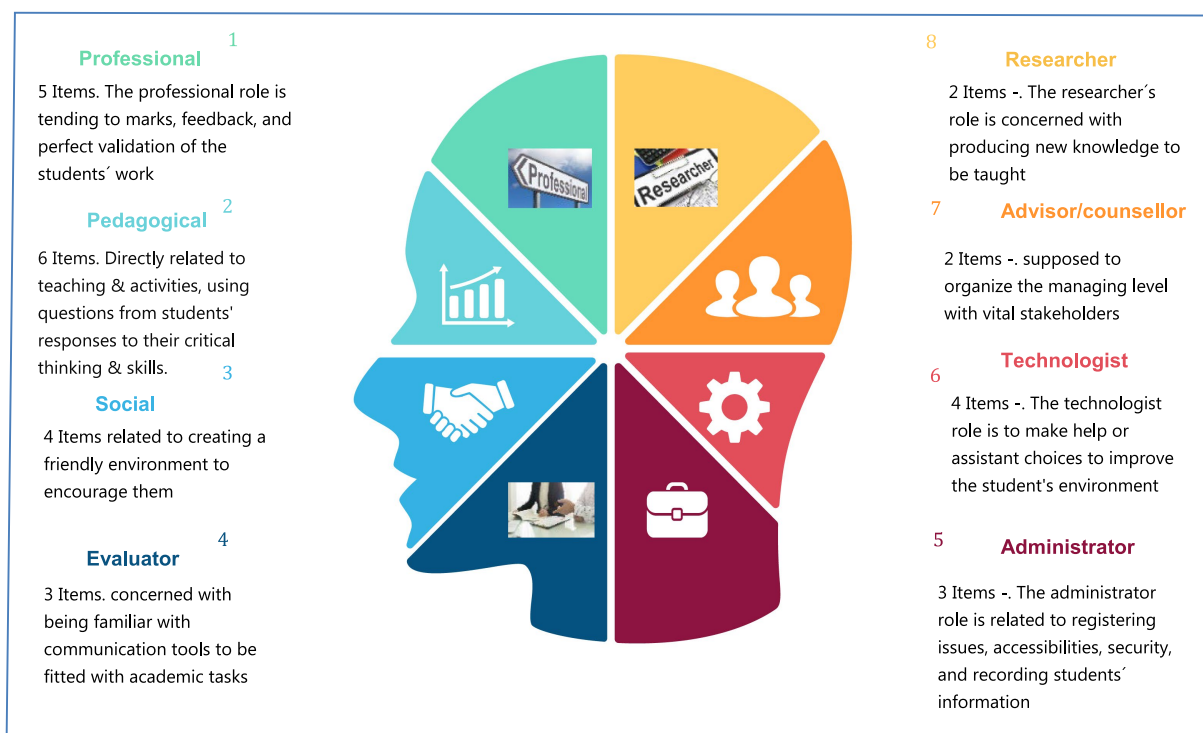 1
Professional
5 Items. The professional role is
tending to marks, feedback, and
perfect validation of the
students´ work
2
Pedagogical
6 Items. Directly related to
teaching & activities, using
questions from students'
responses to their critical
thinking & skills.
3
Social
4 Items related to creating a
friendly environment to
encourage them
4
Evaluator
3 Items. concerned with
being familiar with
communication tools to be
fitted with academic tasks
Professional
Researcher
8
Researcher
2 Items -. The researcher´s
role is concerned with
producing new knowledge to
be taught
7
Advisor/counsellor
2 Items -. supposed to
organize the managing level
with vital stakeholders
Technologist
6
4 Items -. The technologist
role is to make help or
assistant choices to improve
the student's environment
5
Administrator
3 Items -. The administrator
role is related to registering
issues, accessibilities, security,
and recording students´
information